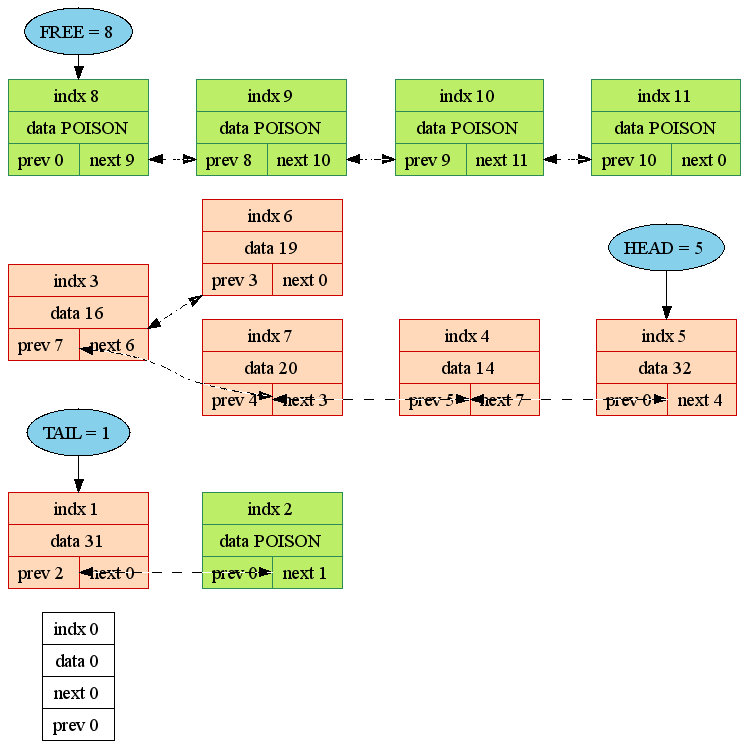 FREE = 8
indx 8
data POISON
prev 0 next 9
indx 9
data POISON
prev 8 next 10
indx 10
data POISON
prev 9 next 11
indx 11
data POISON
prev 10 next 0
indx 6
data 19
prev 3 next 0
HEAD = 5
indx 3
data 16
prev 7 next 6
indx 7
data 20
prev 4 next 3
indx 4
data 14
prev 5 next 7
indx 5
data 32
prev 0 next 4
TAIL = 1
indx 1
data 31
prev 2 next 0
indx 2
data POISON
prev 0 next 1
indx 0
data 0
next 0
prev 0